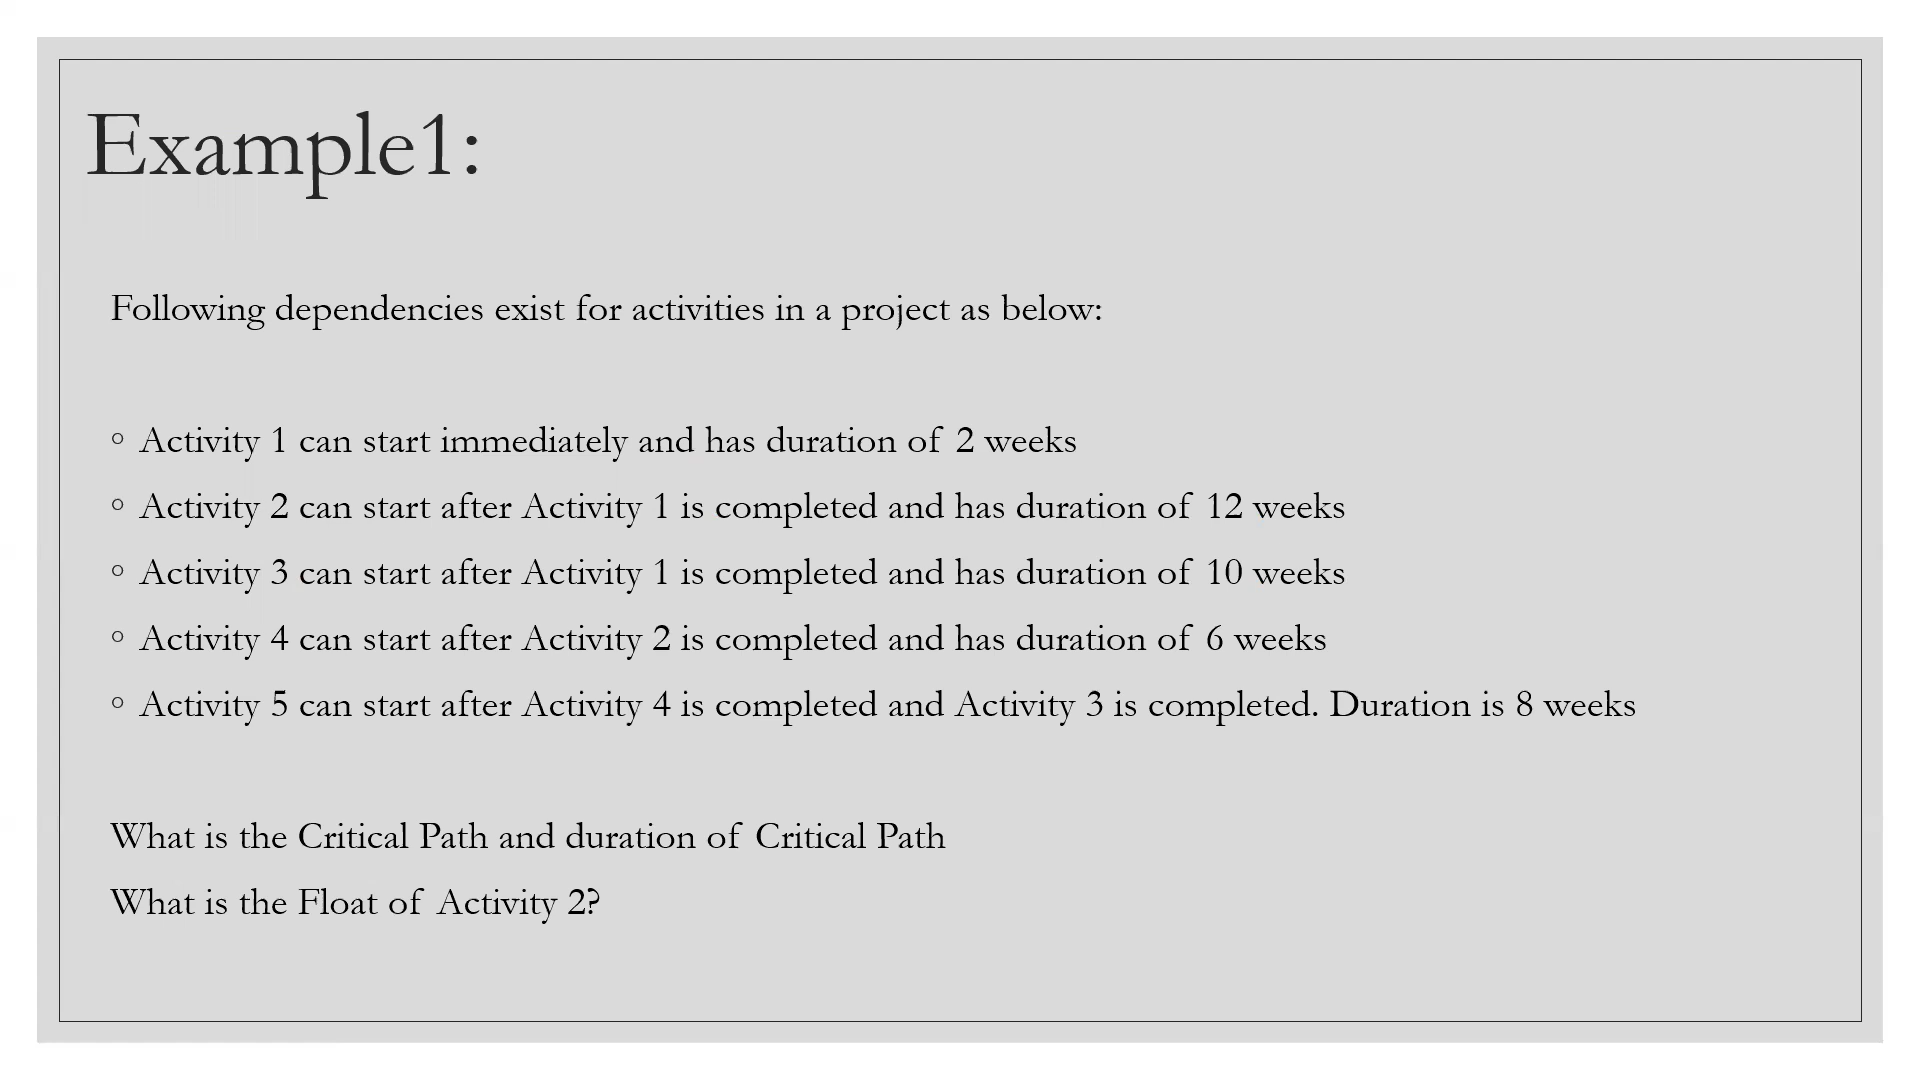 Example1:
Following dependencies exist for activities in a project as below:
◦ Activity 1 can start immediately and has duration of 2 weeks
◦ Activity 2 can start after Activity 1 is completed and has duration of 12 weeks
◦ Activity 3 can start after Activity 1 is completed and has duration of 10 weeks
◦ Activity 4 can start after Activity 2 is completed and has duration of 6 weeks
◦ Activity 5 can start after Activity 4 is completed and Activity 3 is completed. Duration is 8 weeks
What is the Critical Path and duration of Critical Path
What is the Float of Activity 2?